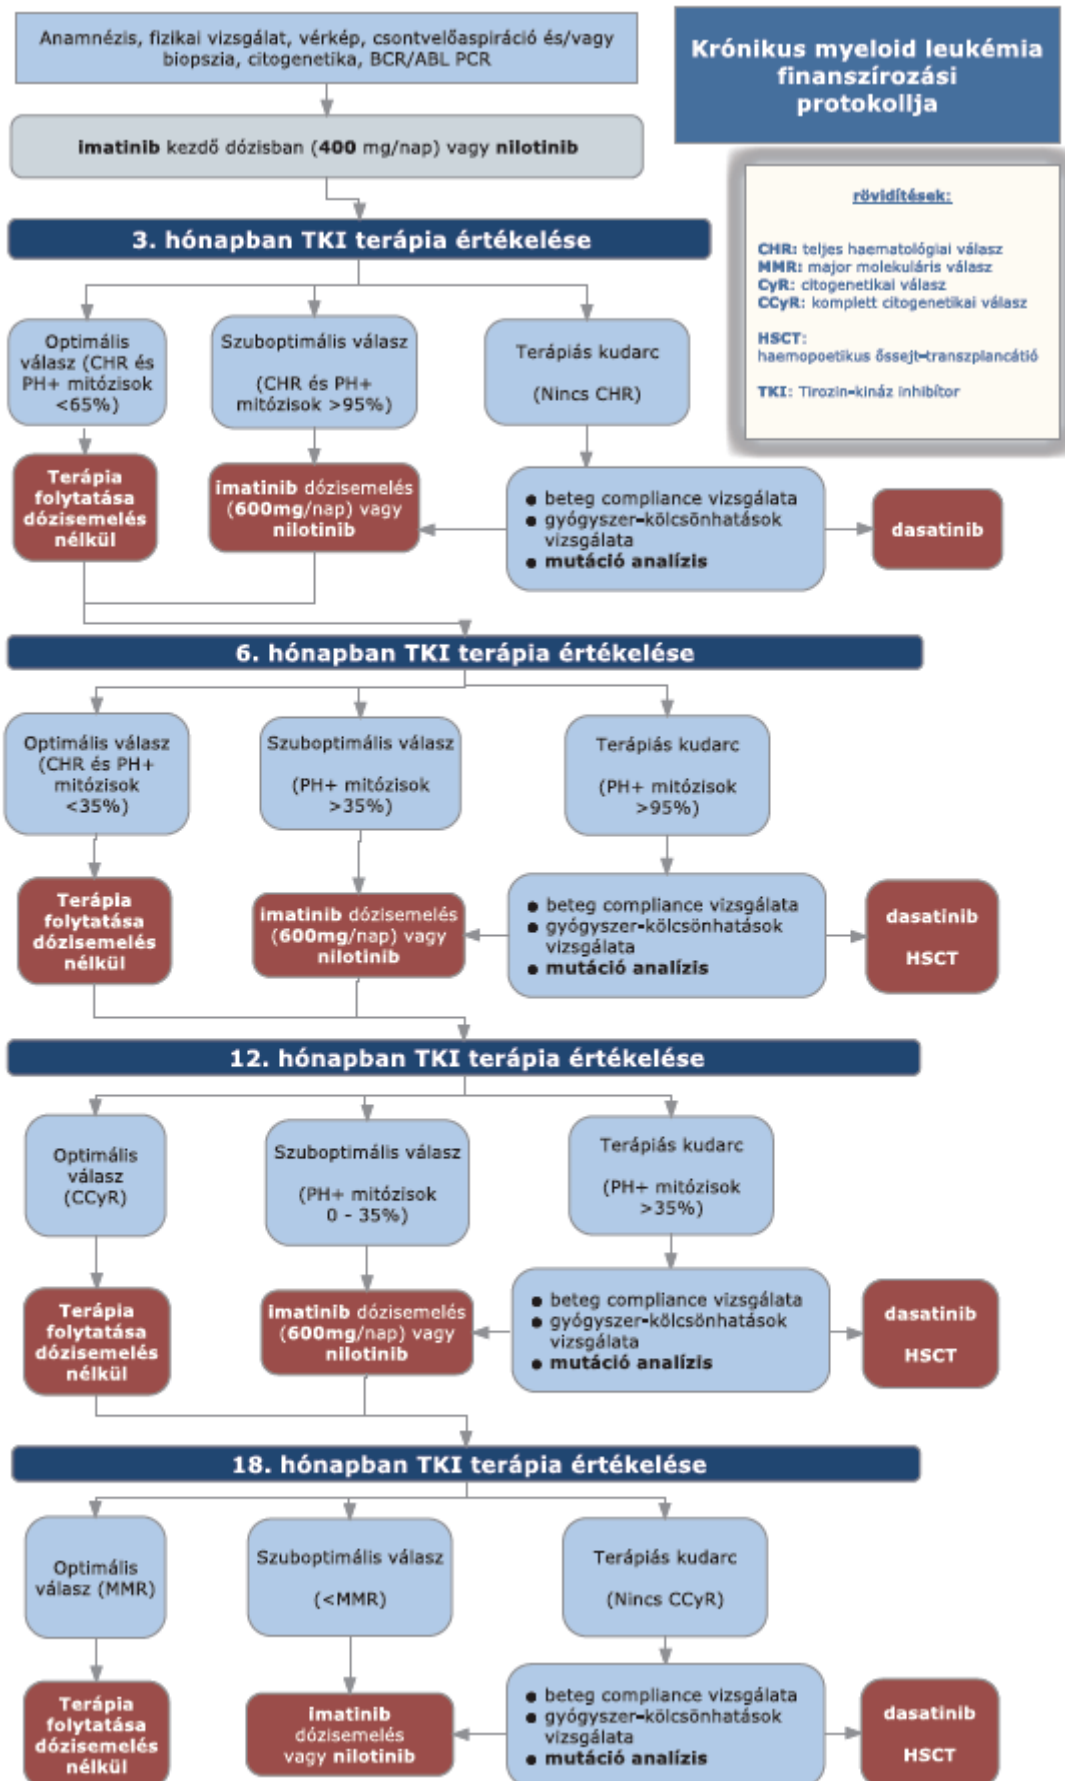 Anamnézis, fizikai vizsgálat, vérkép, csontvelőaspiráció és/vagy
biopszia, citogenetika, BCR/ABL PCR
Krónikus myeloid leukémia
finanszírozási
protokollja
imatinib kezdő dózisban (400 mg/nap) vagy nilotinib
rövidítések:
CHR: teljes haematológiai válasz
MMR: major molekuláris válasz
CyR: citogenetikai válasz
CCyR: komplett citogenetikai válasz
HSCT:
haemopoetikus őssejt-transzplancátió
TKI: Tirozin-kináz inhibítor
3. hónapban TKI terápia értékelése
Optimális
válasz (CHR és
PH+ mitózisok
<65%)
Szuboptimális válasz
(CHR és PH+
mitózisok >95%)
Terápiás kudarc
(Nincs CHR)
Terápia
folytatása
dózisemelés
nélkül
imatinib dózisemelés
(600mg/nap) vagy
nilotinib
● beteg compliance vizsgálata
● gyógyszer-kölcsönhatások
vizsgálata
● mutáció analízis
dasatinib
6. hónapban TKI terápia értékelése
Optimális válasz
(CHR és PH+
mitózisok
<35%)
Szuboptimális válasz
(PH+ mitózisok
>35%)
Terápiás kudarc
(PH+ mitózisok
>95%)
Terápia
folytatása
dózisemelés
nélkül
imatinib dózisemelés
(600mg/nap) vagy
nilotinib
● beteg compliance vizsgálata
● gyógyszer-kölcsönhatások
vizsgálata
● mutáció analízis
dasatinib
HSCT
12. hónapban TKI terápia értékelése
Optimális
válasz
(CCyR)
Szuboptimális válasz
(PH+ mitózisok
0 - 35%)
Terápiás kudarc
(PH+ mitózisok
>35%)
Terápia
folytatása
dózisemelés
nélkül
imatinib dózisemelés
(600mg/nap) vagy
nilotinib
● beteg compliance vizsgálata
● gyógyszer-kölcsönhatások
vizsgálata
● mutáció analízis
dasatinib
HSCT
18. hónapban TKI terápia értékelése
Optimális
válasz (MMR)
Szuboptimális válasz
(<MMR)
Terápiás kudarc
(Nincs CCyR)
Terápia
folytatása
dózisemelés
nélkül
imatinib
dózisemelés
vagy nilotinib
● beteg compliance vizsgálata
● gyógyszer-kölcsönhatások
vizsgálata
● mutáció analízis
dasatinib
HSCT